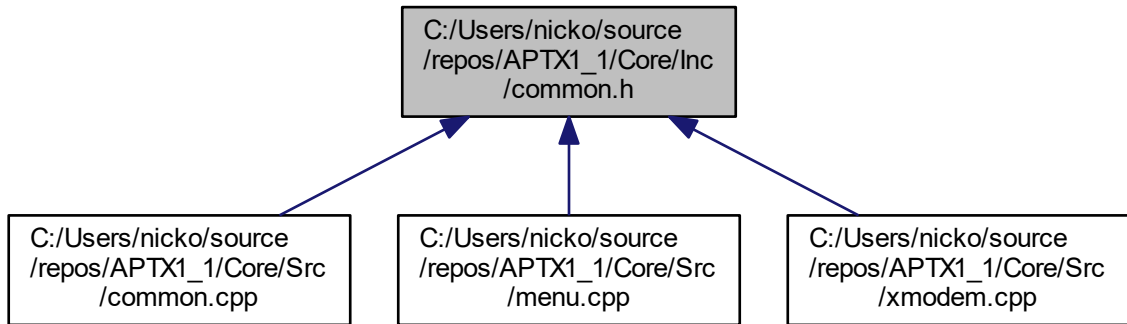 C:/Users/nicko/source
/repos/APTX1_1/Core/Inc
/common.h
C:/Users/nicko/source
/repos/APTX1_1/Core/Src
/common.cpp
C:/Users/nicko/source
/repos/APTX1_1/Core/Src
/menu.cpp
C:/Users/nicko/source
/repos/APTX1_1/Core/Src
/xmodem.cpp